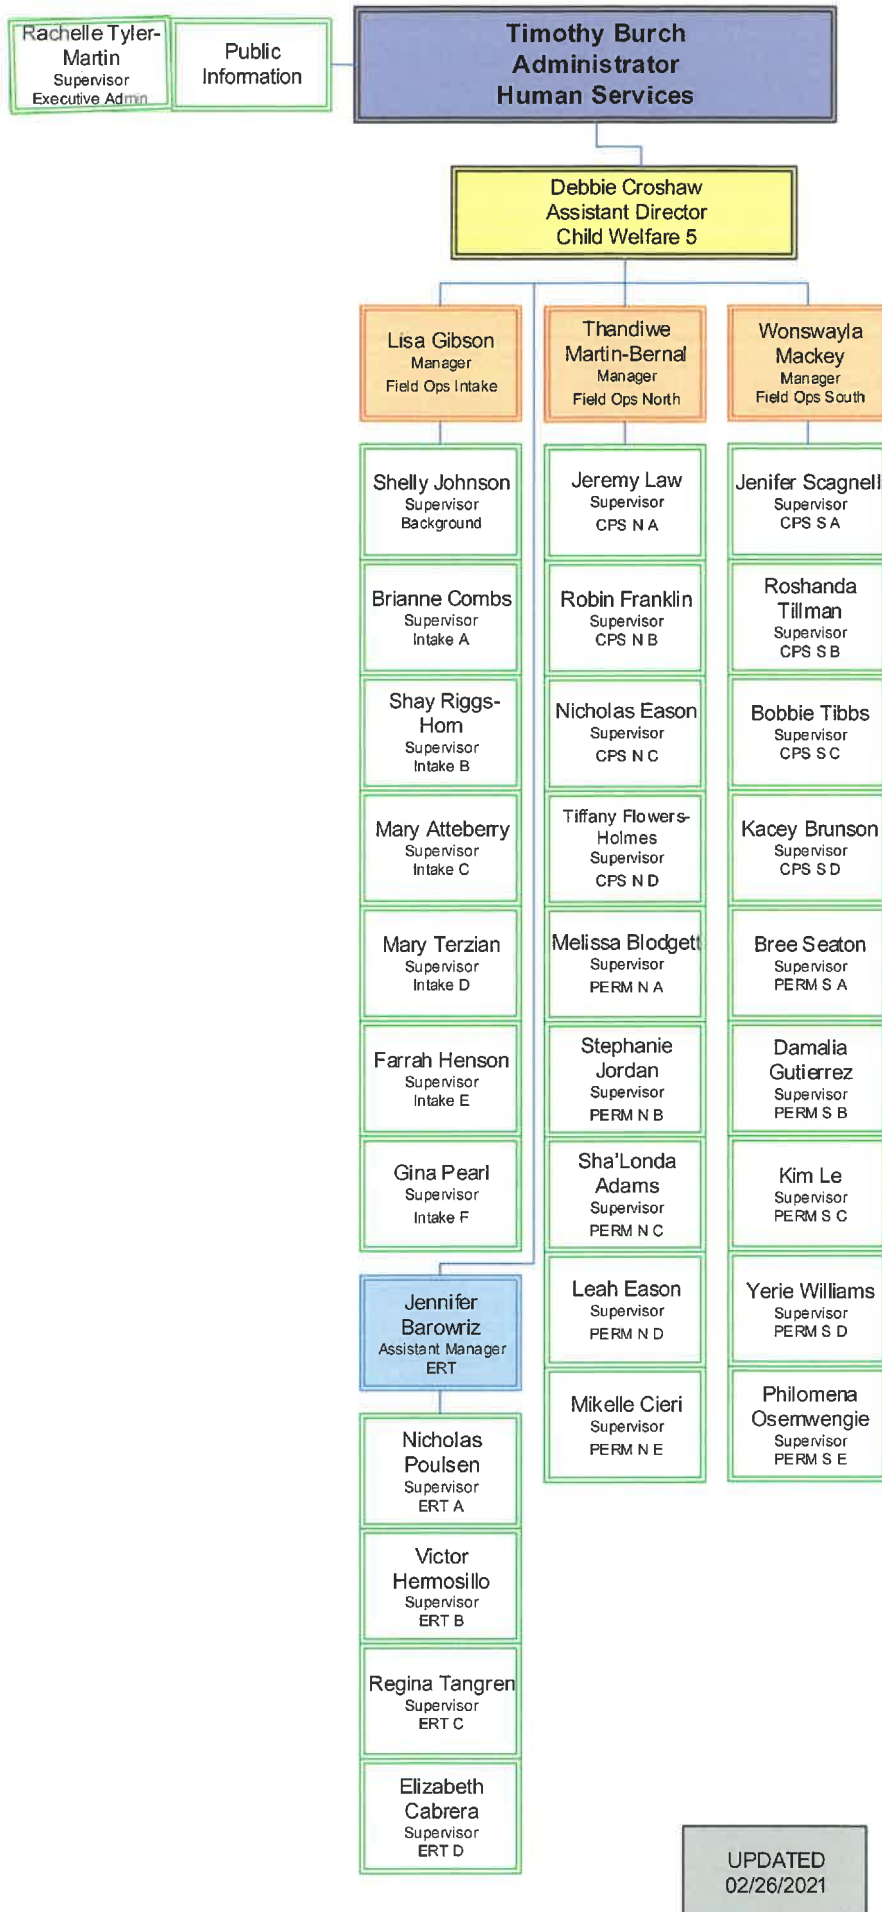 Rachelle Tyler-
Martin
Supervisor
Executive Admin
Public
Information
Timothy Burch
Administrator
Human Services
Debbie Croshaw
Assistant Director
Child Welfare 5
Lisa Gibson
Manager
Field Ops Intake
Shelly Johnson
Supervisor
Background
Brianne Combs
Supervisor
Intake A
Shay Riggs-
Horn
Supervisor
Intake B
Mary Atteberry
Supervisor
Intake C
Mary Terzian
Supervisor
Intake D
Farrah Henson
Supervisor
Intake E
Gina Pearl
Supervisor
Intake F
Jennifer
Barowriz
Assistant Manager
ERT
Nicholas
Poulsen
Supervisor
ERT A
Victor
Hermosillo
Supervisor
ERT B
Regina Tangren
Supervisor
ERT C
Elizabeth
Cabrera
Supervisor
ERT D
Thandiwe
Martin-Bernal
Manager
Field Ops North
Jeremy Law
Supervisor
CPS N A
Robin Franklin
Supervisor
CPS N B
Nicholas Eason
Supervisor
CPS N C
Tiffany Flowers-
Holmes
Supervisor
CPS N D
Melissa Blodgett
Supervisor
PERM N A
Stephanie
Jordan
Supervisor
PERM N B
Sha'Londa
Adams
Supervisor
PERM N C
Leah Eason
Supervisor
PERM N D
Mikelle Cieri
Supervisor
PERM N E
Wonswayla
Mackey
Manager
Field Ops South
Jenifer Scagnell
Supervisor
CPS S A
Roshanda
Tillman
Supervisor
CPS S B
Bobbie Tibbs
Supervisor
CPS S C
Kacey Brunson
Supervisor
CPS S D
Bree Seaton
Supervisor
PERM S A
Damalia
Gutierrez
Supervisor
PERM S B
Kim Le
Supervisor
PERM S C
Yerie Williams
Supervisor
PERM S D
Philomena
Osemwengie
Supervisor
PERM S E
UPDATED
02/26/2021